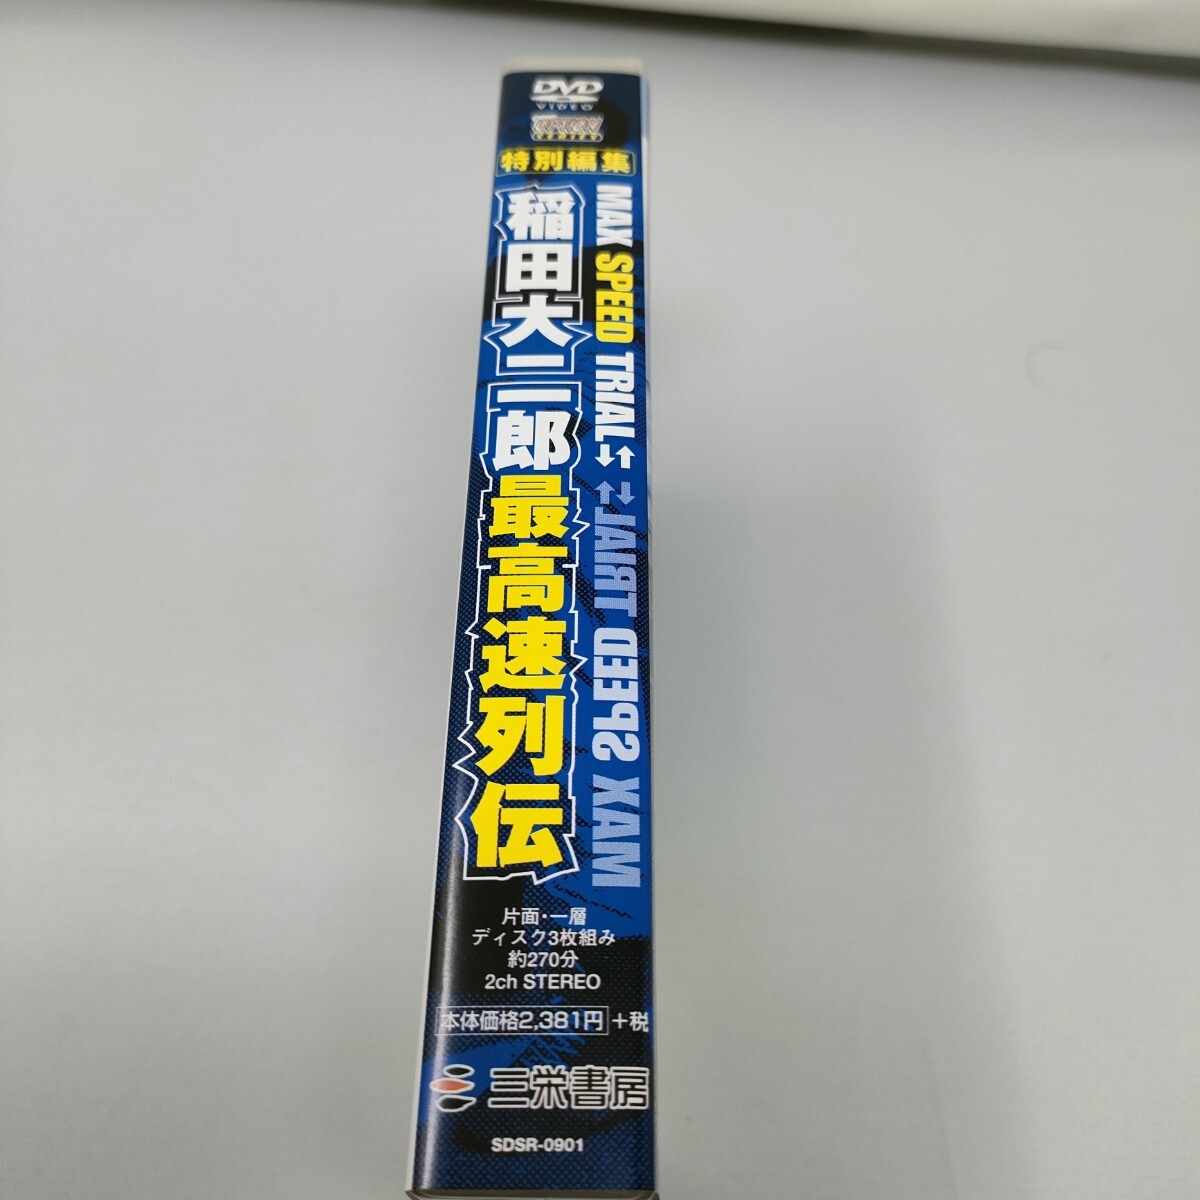 DVD
VIDEO
OPTION
SERIES
特別編集
稲田大二郎
最高速列伝
MAX SPEED TRIAL⇄
MAX SPEED TRIAL⇄
片面・一層
ディスク3枚組み
約270分
2ch STEREO
本体価格2,381円 +税
三栄書房
SDSR-0901